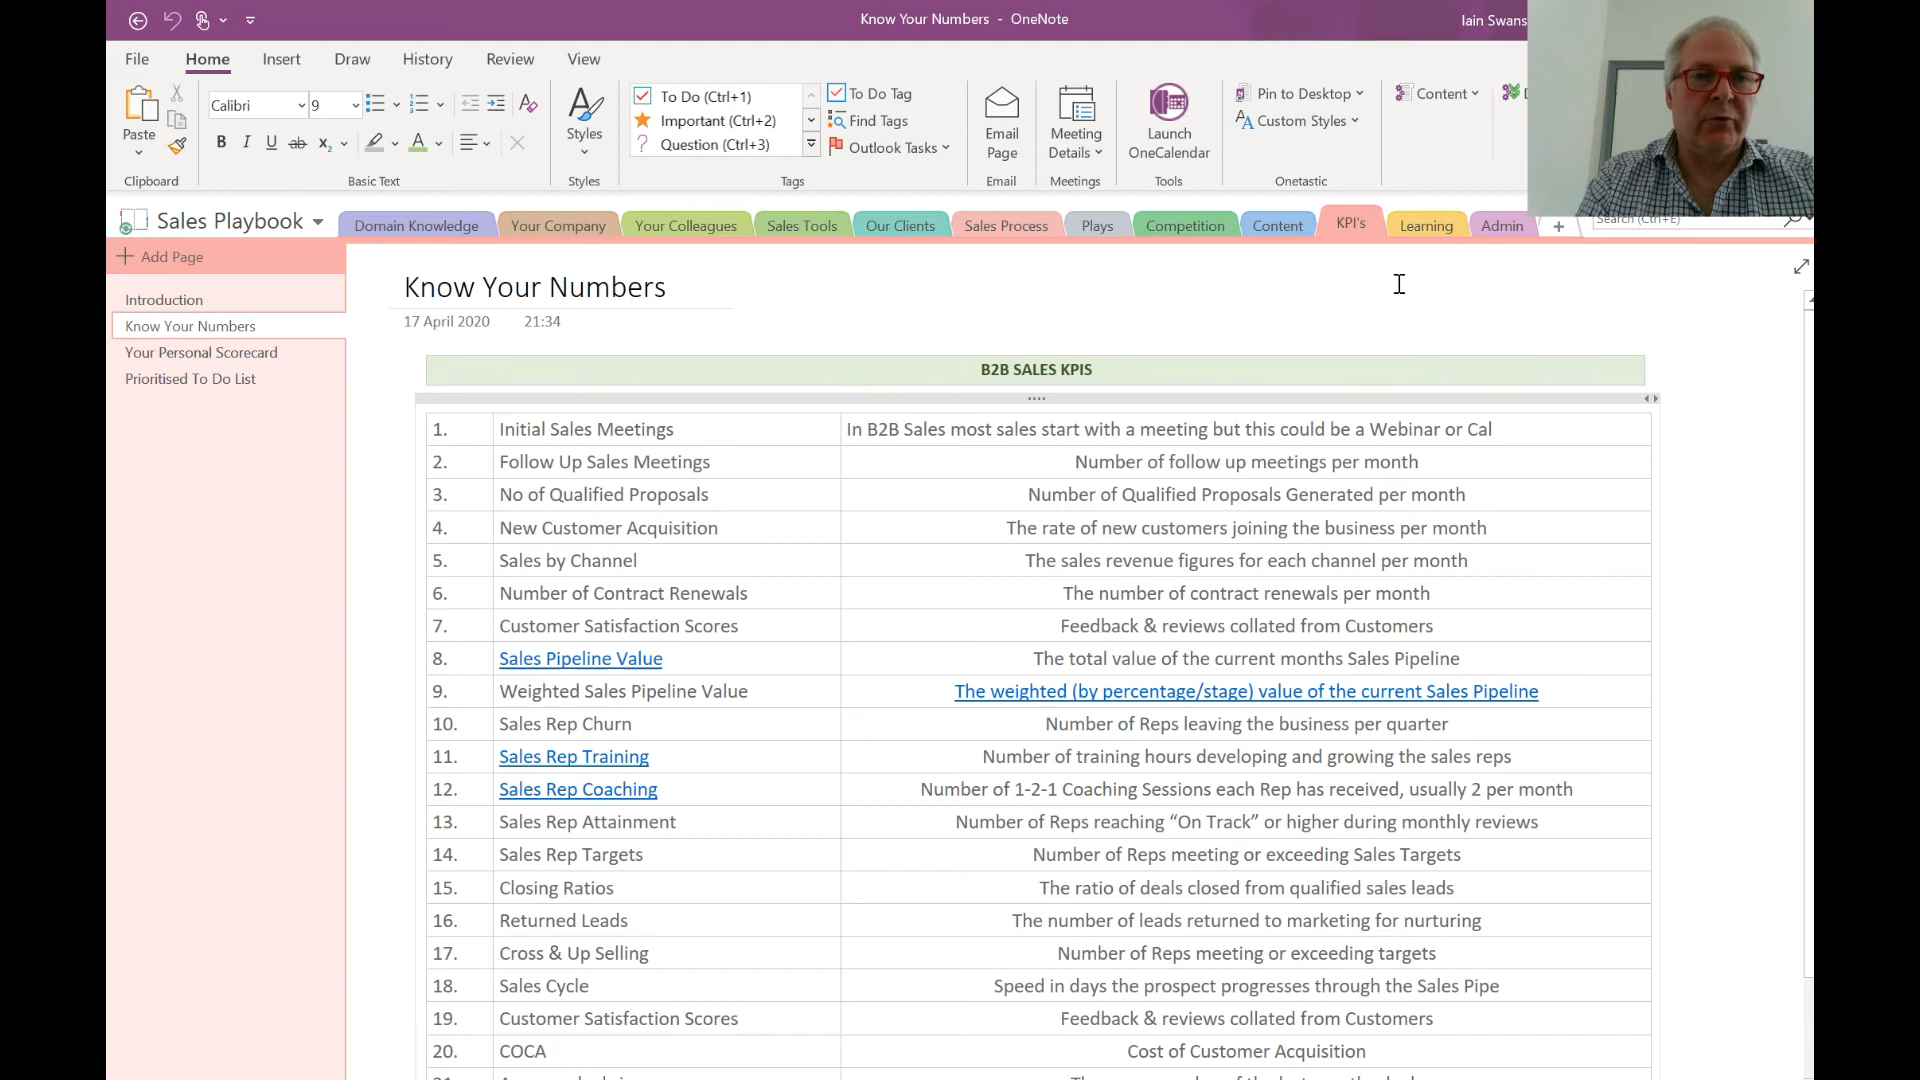 Know Your Numbers - OneNote
Iain Swans
File Home Insert Draw History Review View
Paste
Clipboard
Calibri 9
B I U ab x₂ A
Basic Text
Styles
Styles
To Do (Ctrl+1)
Important (Ctrl+2)
Question (Ctrl+3)
To Do Tag
Find Tags
Outlook Tasks
Tags
Email Page
Email
Meeting Details
Meetings
Launch OneCalendar
Tools
Pin to Desktop
Custom Styles
Onetastic
Content
Sales Playbook
Domain Knowledge Your Company Your Colleagues Sales Tools Our Clients Sales Process Plays Competition Content KPI's Learning Admin +
Search (Ctrl+E)
Add Page
Introduction
Know Your Numbers
Your Personal Scorecard
Prioritised To Do List
Know Your Numbers
17 April 2020 21:34
B2B SALES KPIS
1. Initial Sales Meetings In B2B Sales most sales start with a meeting but this could be a Webinar or Cal
2. Follow Up Sales Meetings Number of follow up meetings per month
3. No of Qualified Proposals Number of Qualified Proposals Generated per month
4. New Customer Acquisition The rate of new customers joining the business per month
5. Sales by Channel The sales revenue figures for each channel per month
6. Number of Contract Renewals The number of contract renewals per month
7. Customer Satisfaction Scores Feedback & reviews collated from Customers
8. Sales Pipeline Value The total value of the current months Sales Pipeline
9. Weighted Sales Pipeline Value The weighted (by percentage/stage) value of the current Sales Pipeline
10. Sales Rep Churn Number of Reps leaving the business per quarter
11. Sales Rep Training Number of training hours developing and growing the sales reps
12. Sales Rep Coaching Number of 1-2-1 Coaching Sessions each Rep has received, usually 2 per month
13. Sales Rep Attainment Number of Reps reaching “On Track” or higher during monthly reviews
14. Sales Rep Targets Number of Reps meeting or exceeding Sales Targets
15. Closing Ratios The ratio of deals closed from qualified sales leads
16. Returned Leads The number of leads returned to marketing for nurturing
17. Cross & Up Selling Number of Reps meeting or exceeding targets
18. Sales Cycle Speed in days the prospect progresses through the Sales Pipe
19. Customer Satisfaction Scores Feedback & reviews collated from Customers
20. COCA Cost of Customer Acquisition